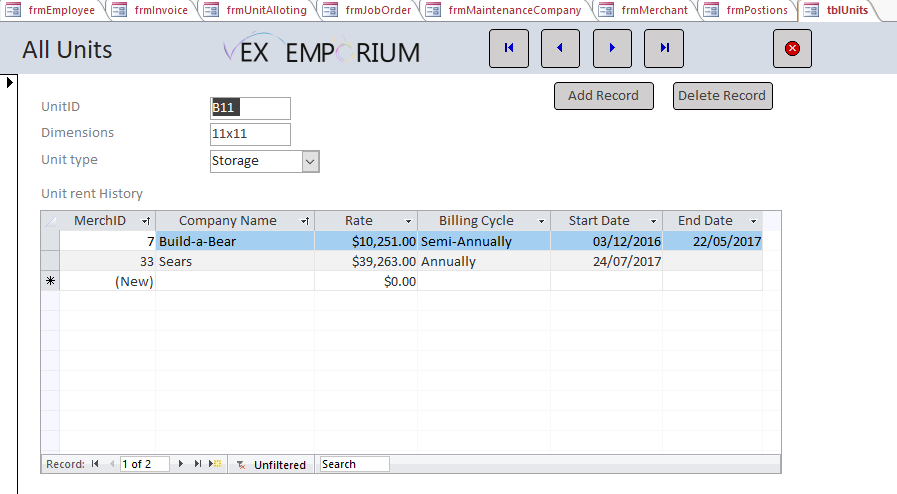 frmEmployee frmInvoice frmUnitAlloting frmJobOrder frmMaintenanceCompany frmMerchant frmPostions tblUnits
All Units VEX EMPORIUM
Add Record Delete Record
UnitID B11
Dimensions 11x11
Unit type Storage
Unit rent History
MerchID Company Name Rate Billing Cycle Start Date End Date
7 Build-a-Bear $10,251.00 Semi-Annually 03/12/2016 22/05/2017
33 Sears $39,263.00 Annually 24/07/2017
(New) $0.00
Record: 1 of 2 Unfiltered Search